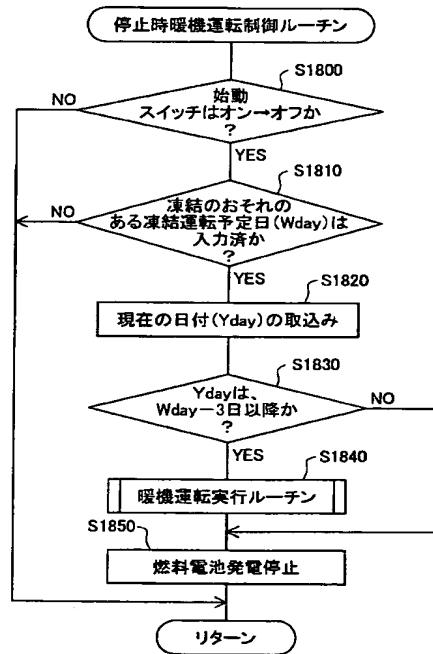 停止時暖機運転制御ルーチン
S1800
NO
始動
スイッチはオン→オフか
?
YES
S1810
NO
凍結のおそれの
ある凍結運転予定日(Wday)は
入力済か
?
YES
S1820
現在の日付(Yday)の取込み
S1830
Ydayは、
Wday−3日以降か
?
NO
YES
S1840
暖機運転実行ルーチン
S1850
燃料電池発電停止
リターン